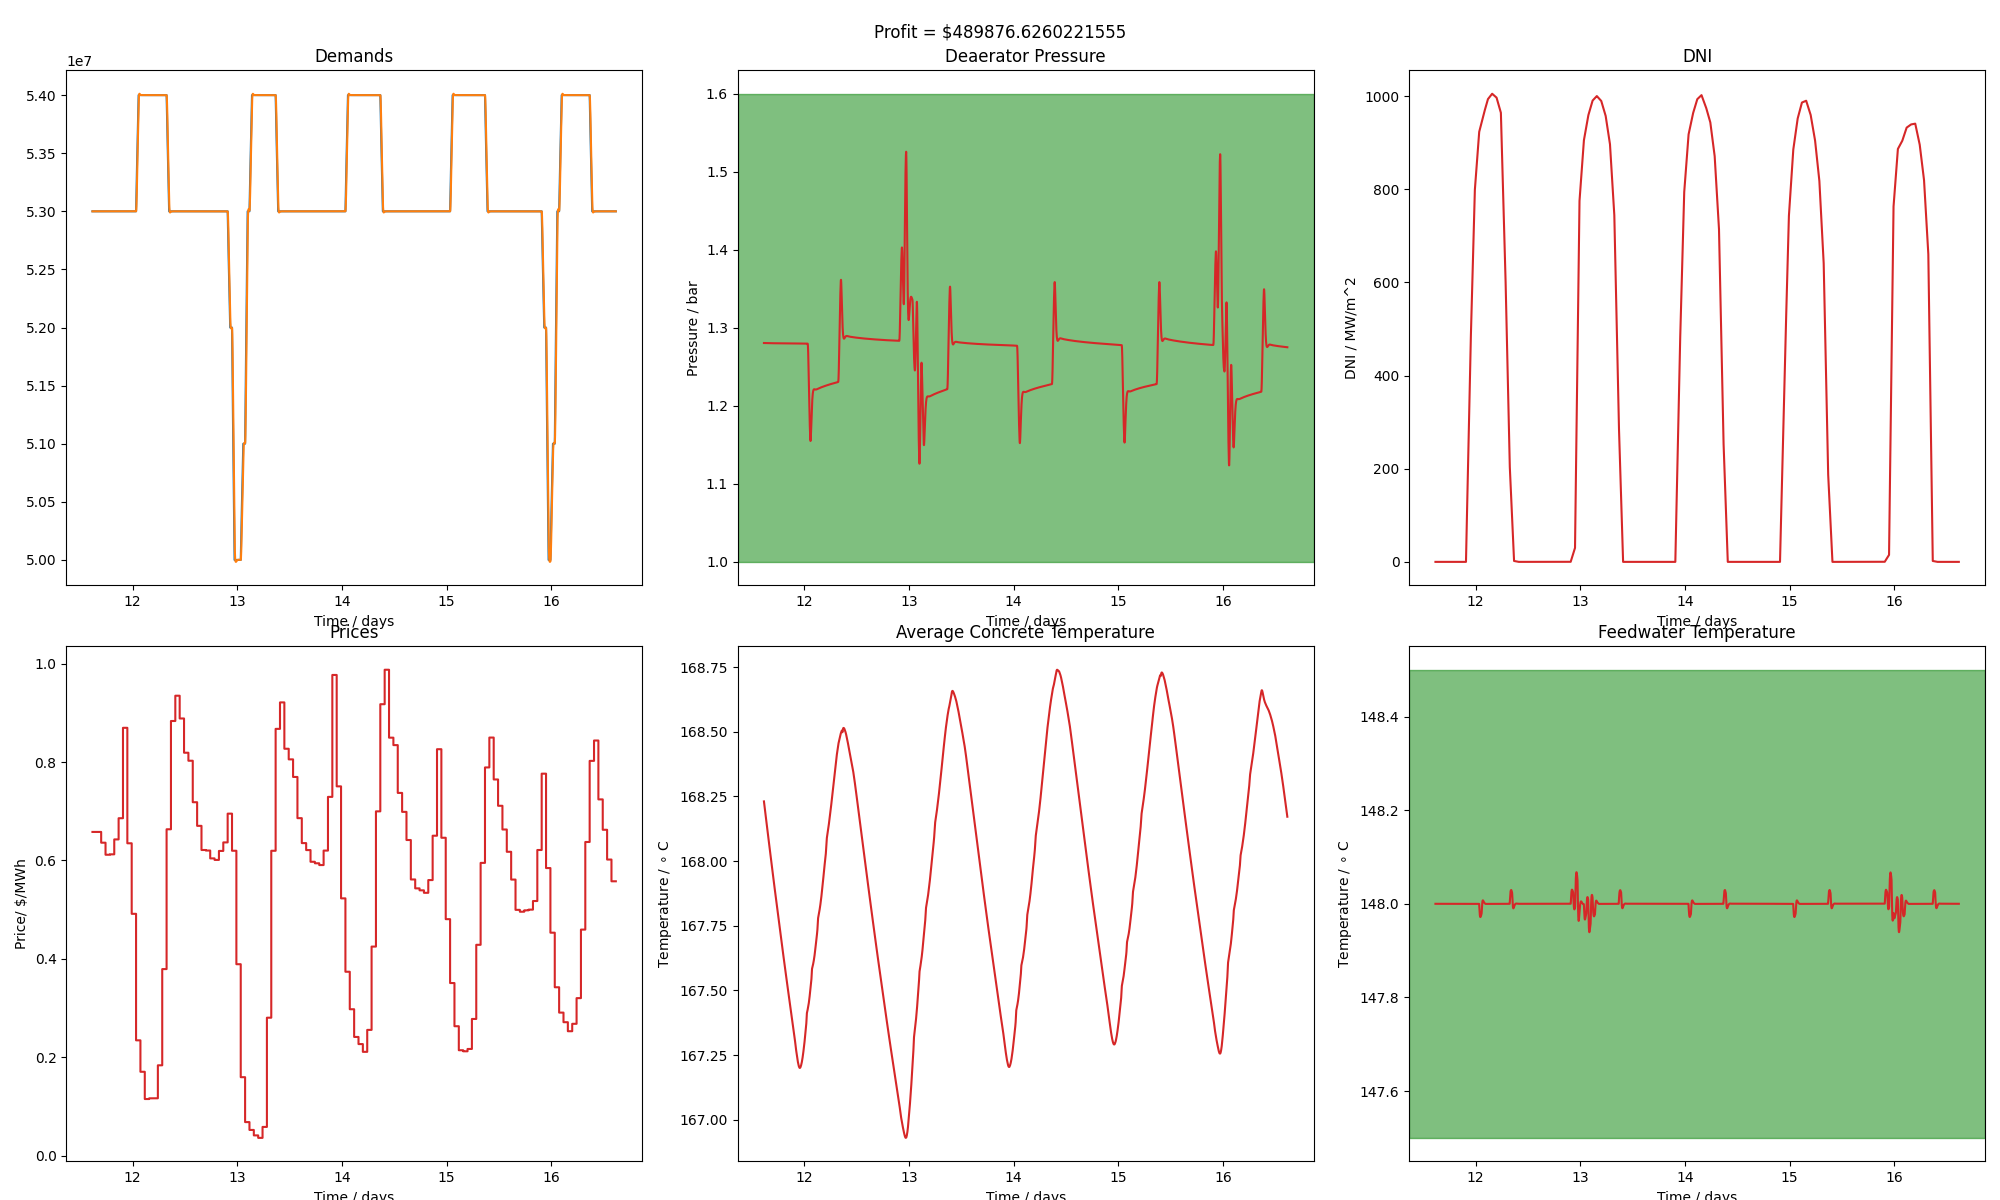 Profit = $489876.6260221555
Demands
1e7
5.40
5.35
5.30
5.25
5.20
5.15
5.10
5.05
5.00
12 13 14 15 16
Time / days
Deaerator Pressure
Pressure / bar
1.6
1.5
1.4
1.3
1.2
1.1
1.0
12 13 14 15 16
Time / days
DNI
DNI / MW/m^2
1000
800
600
400
200
0
12 13 14 15 16
Time / days
Prices
Price/ $/MWh
1.0
0.8
0.6
0.4
0.2
0.0
12 13 14 15 16
Time / days
Average Concrete Temperature
Temperature / ∘ C
168.75
168.50
168.25
168.00
167.75
167.50
167.25
167.00
12 13 14 15 16
Time / days
Feedwater Temperature
Temperature / ∘ C
148.4
148.2
148.0
147.8
147.6
12 13 14 15 16
Time / days